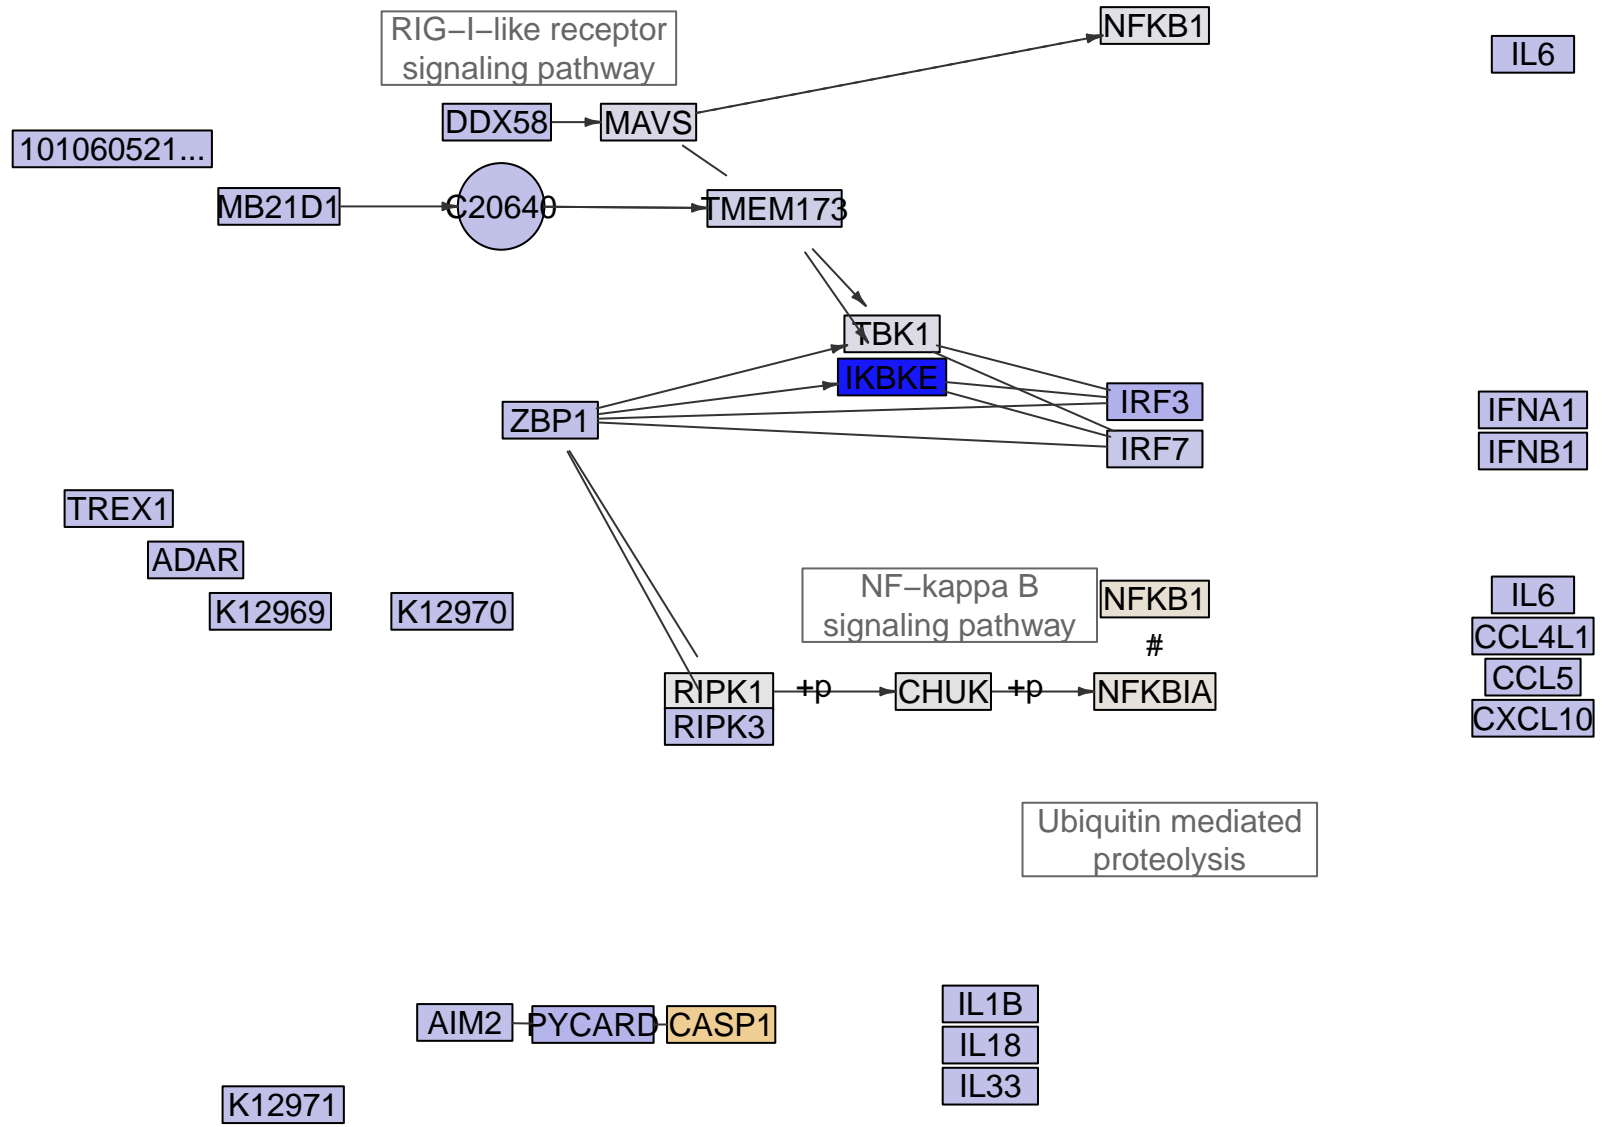 RIG−I−like receptor
signaling pathway
NFKB1
IL6
DDX58
MAVS
101060521...
MB21D1
C20640
TMEM173
TBK1
IKBKE
ZBP1
IRF3
IRF7
IFNA1
IFNB1
TREX1
ADAR
K12969
K12970
NF−kappa B
signaling pathway
NFKB1
#
IL6
CCL4L1
CCL5
CXCL10
RIPK1
+p
CHUK
+p
NFKBIA
RIPK3
Ubiquitin mediated
proteolysis
AIM2
PYCARD
CASP1
IL1B
IL18
IL33
K12971